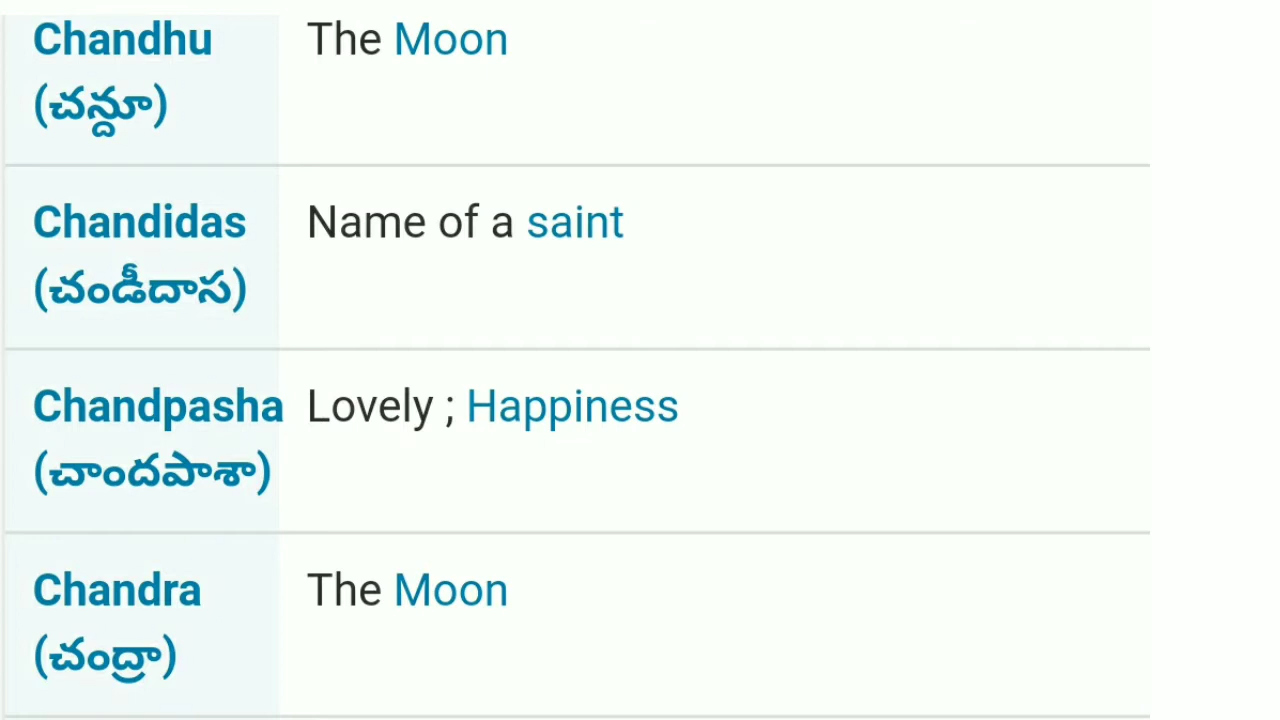 Chandhu The Moon
(చన్దూ)
Chandidas Name of a saint
(చండీదాస)
Chandpasha Lovely ; Happiness
(చాందపాశా)
Chandra The Moon
(చంద్రా)